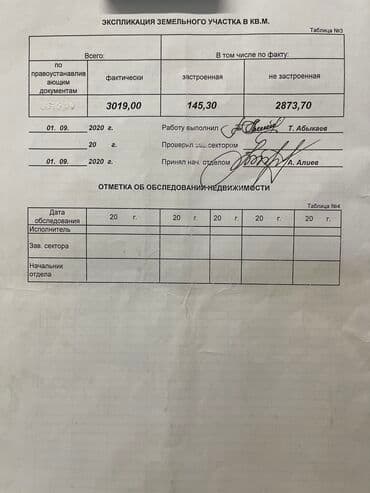 ЭКСПЛИКАЦИЯ ЗЕМЕЛЬНОГО УЧАСТКА В КВ.М.
Таблица №3
Всего: В том числе по факту:
по правоустанавлив ающим документам фактически застроенная не застроенная
3019,00 145,30 2873,70
01. 09. 2020 г. Работу выполнил Т. Абыкаев
20 г. Проверил зав. сектором
01. 09. 2020 г. Принял нач. отделом А. Алиев
ОТМЕТКА ОБ ОБСЛЕДОВАНИИ НЕДВИЖИМОСТИ
Таблица №4
Дата обследования 20 г. 20 г. 20 г. 20 г. 20 г.
Исполнитель
Зав. сектора
Начальник отдела